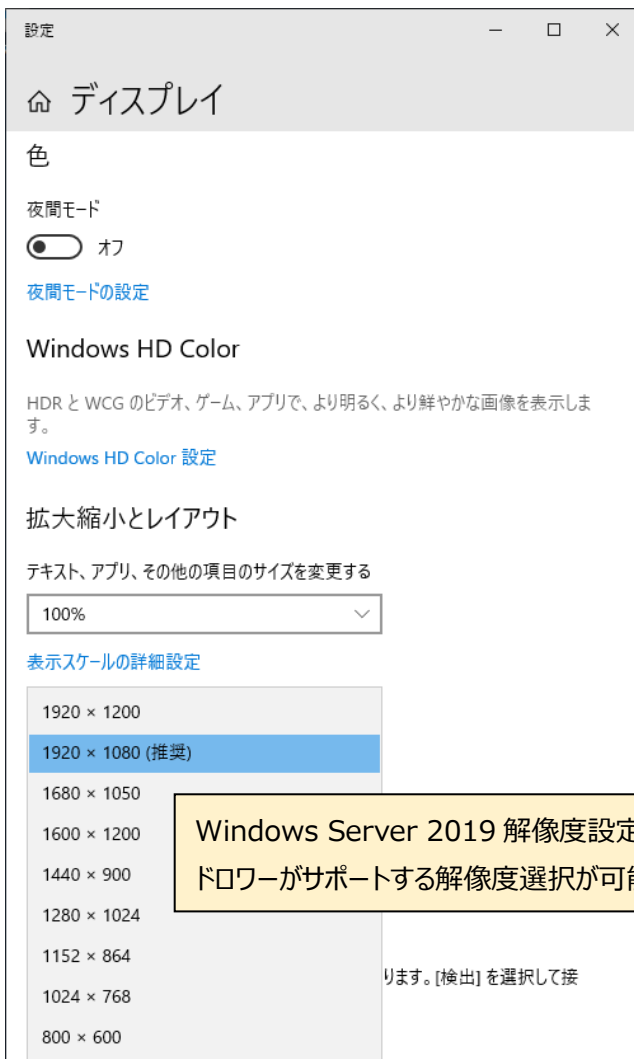 設定
ディスプレイ
色
夜間モード
オフ
夜間モードの設定
Windows HD Color
HDR と WCG のビデオ、ゲーム、アプリで、より明るく、より鮮やかな画像を表示しま
す。
Windows HD Color 設定
拡大縮小とレイアウト
テキスト、アプリ、その他の項目のサイズを変更する
100%
表示スケールの詳細設定
1920 × 1200
1920 × 1080 (推奨)
1680 × 1050
Windows Server 2019 解像度設定
1600 × 1200
ドロワーがサポートする解像度選択が可
1440 × 900
1280 × 1024
1152 × 864
ります。[検出] を選択して接
1024 × 768
800 × 600